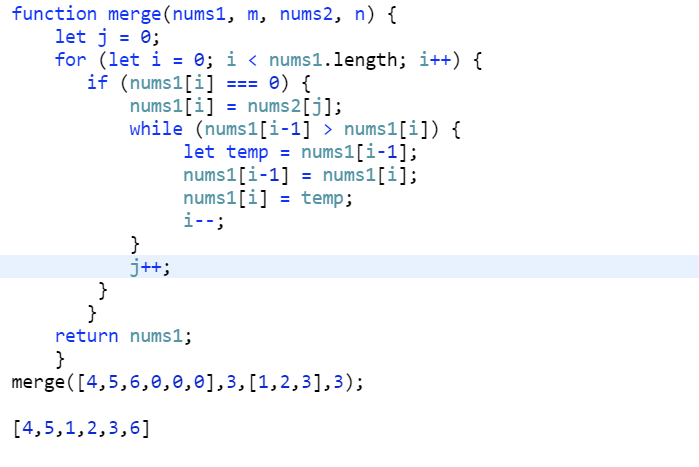 function merge(nums1, m, nums2, n) {
    let j = 0;
    for (let i = 0; i < nums1.length; i++) {
       if (nums1[i] === 0) {
           nums1[i] = nums2[j];
           while (nums1[i-1] > nums1[i]) {
                let temp = nums1[i-1];
                nums1[i-1] = nums1[i];
                nums1[i] = temp;
                i--;
           }
           j++;
        }
       }
    return nums1;
    }
merge([4,5,6,0,0,0],3,[1,2,3],3);
[4,5,1,2,3,6]